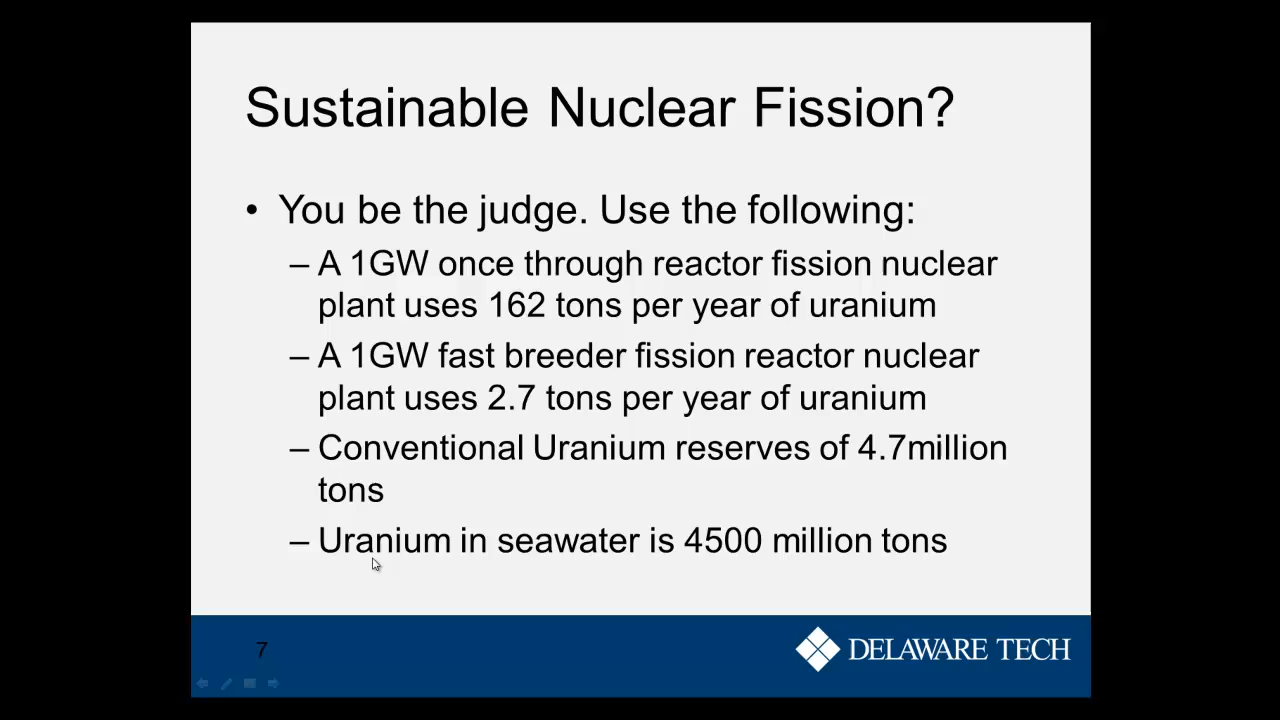 Sustainable Nuclear Fission?
• You be the judge. Use the following:
– A 1GW once through reactor fission nuclear
plant uses 162 tons per year of uranium
– A 1GW fast breeder fission reactor nuclear
plant uses 2.7 tons per year of uranium
– Conventional Uranium reserves of 4.7million
tons
– Uranium in seawater is 4500 million tons
7
DELAWARE TECH